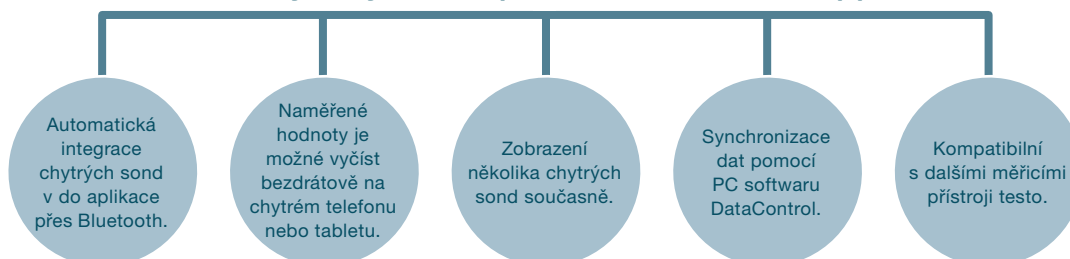 Automatická
integrace
chytrých sond
v do aplikace
přes Bluetooth.
Naměřené
hodnoty je
možné vyčíst
bezdrátově na
chytrém telefonu
nebo tabletu.
Zobrazení
několika chytrých
sond současně.
Synchronizace
dat pomocí
PC softwaru
DataControl.
Kompatibilní
s dalšími měřicími
přístroji testo.